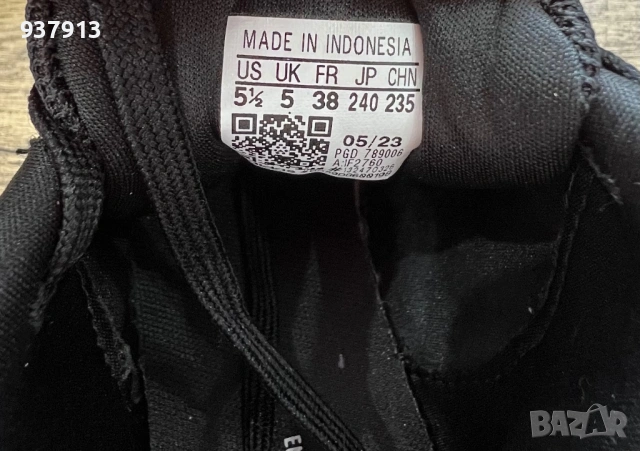 937913
MADE IN INDONESIA
US UK FR JP CHN
5½ 5 38 240 235
05/23
PGD 789006
BAZAR